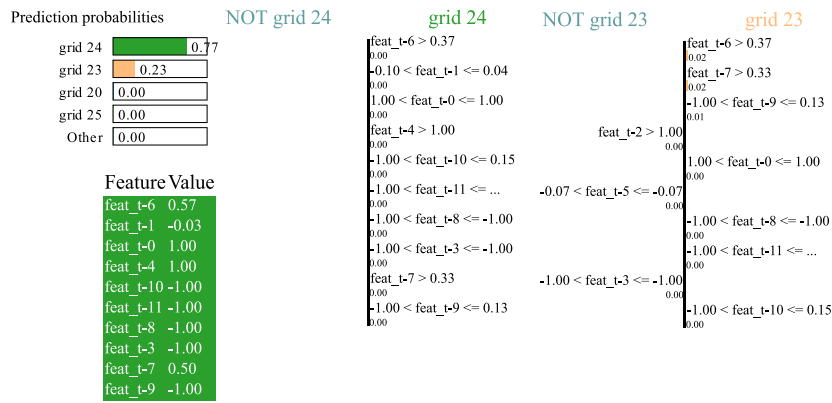 Prediction probabilities
grid 24 0.77
grid 23 0.23
grid 20 0.00
grid 25 0.00
Other 0.00
Feature Value
feat_t-6 0.57
feat_t-1 -0.03
feat_t-0 1.00
feat_t-4 1.00
feat_t-10 -1.00
feat_t-11 -1.00
feat_t-8 -1.00
feat_t-3 -1.00
feat_t-7 0.50
feat_t-9 -1.00
NOT grid 24 grid 24
feat_t-6 > 0.37
0.00
-0.10 < feat_t-1 <= 0.04
0.00
1.00 < feat_t-0 <= 1.00
0.00
feat_t-4 > 1.00
0.00
-1.00 < feat_t-10 <= 0.15
0.00
-1.00 < feat_t-11 <= ...
0.00
-1.00 < feat_t-8 <= -1.00
0.00
-1.00 < feat_t-3 <= -1.00
0.00
feat_t-7 > 0.33
0.00
-1.00 < feat_t-9 <= 0.13
0.00
NOT grid 23 grid 23
feat_t-6 > 0.37
0.02
feat_t-7 > 0.33
0.02
-1.00 < feat_t-9 <= 0.13
0.01
feat_t-2 > 1.00
0.00
1.00 < feat_t-0 <= 1.00
0.00
-0.07 < feat_t-5 <= -0.07
0.00
-1.00 < feat_t-8 <= -1.00
0.00
-1.00 < feat_t-11 <= ...
0.00
-1.00 < feat_t-3 <= -1.00
0.00
-1.00 < feat_t-10 <= 0.15
0.00